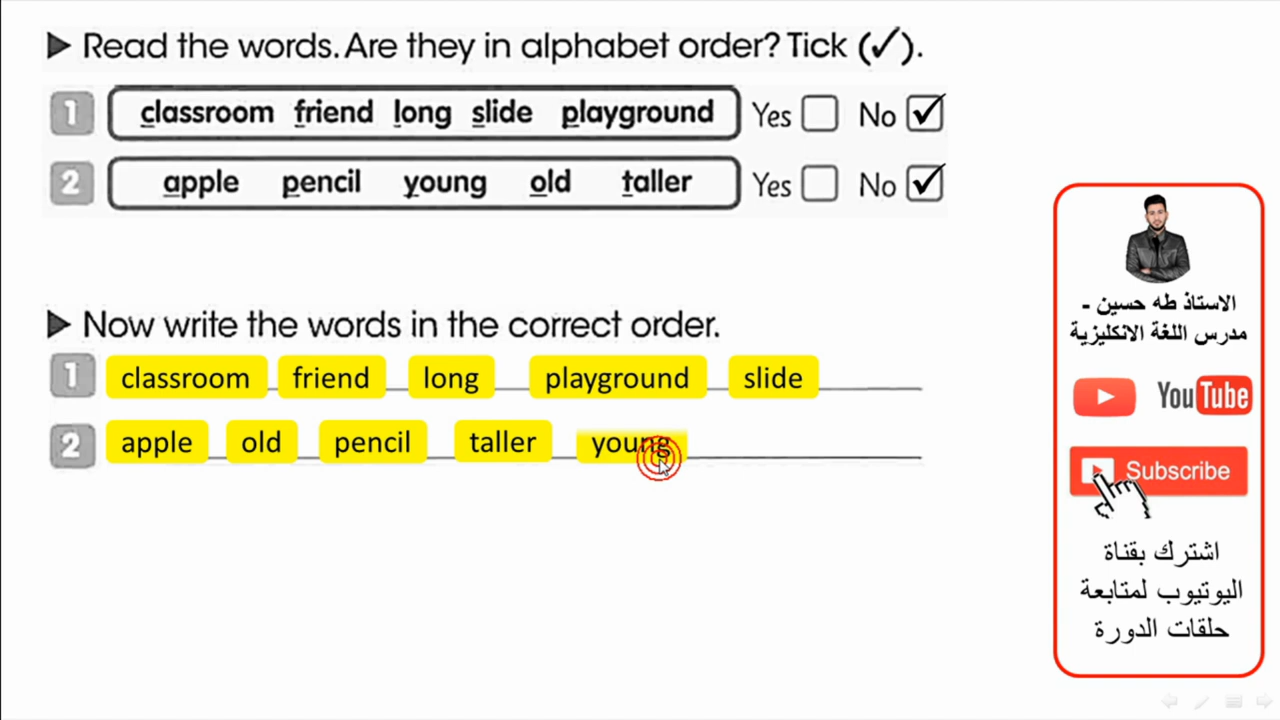 Read the words. Are they in alphabet order? Tick (✓).
1 classroom friend long slide playground Yes No ✓
2 apple pencil young old taller Yes No ✓
Now write the words in the correct order.
1 classroom friend long playground slide
2 apple old pencil taller young
الاستاذ طه حسين -
مدرس اللغة الانكليزية
YouTube
Subscribe
اشترك بقناة
اليوتيوب لمتابعة
حلقات الدورة